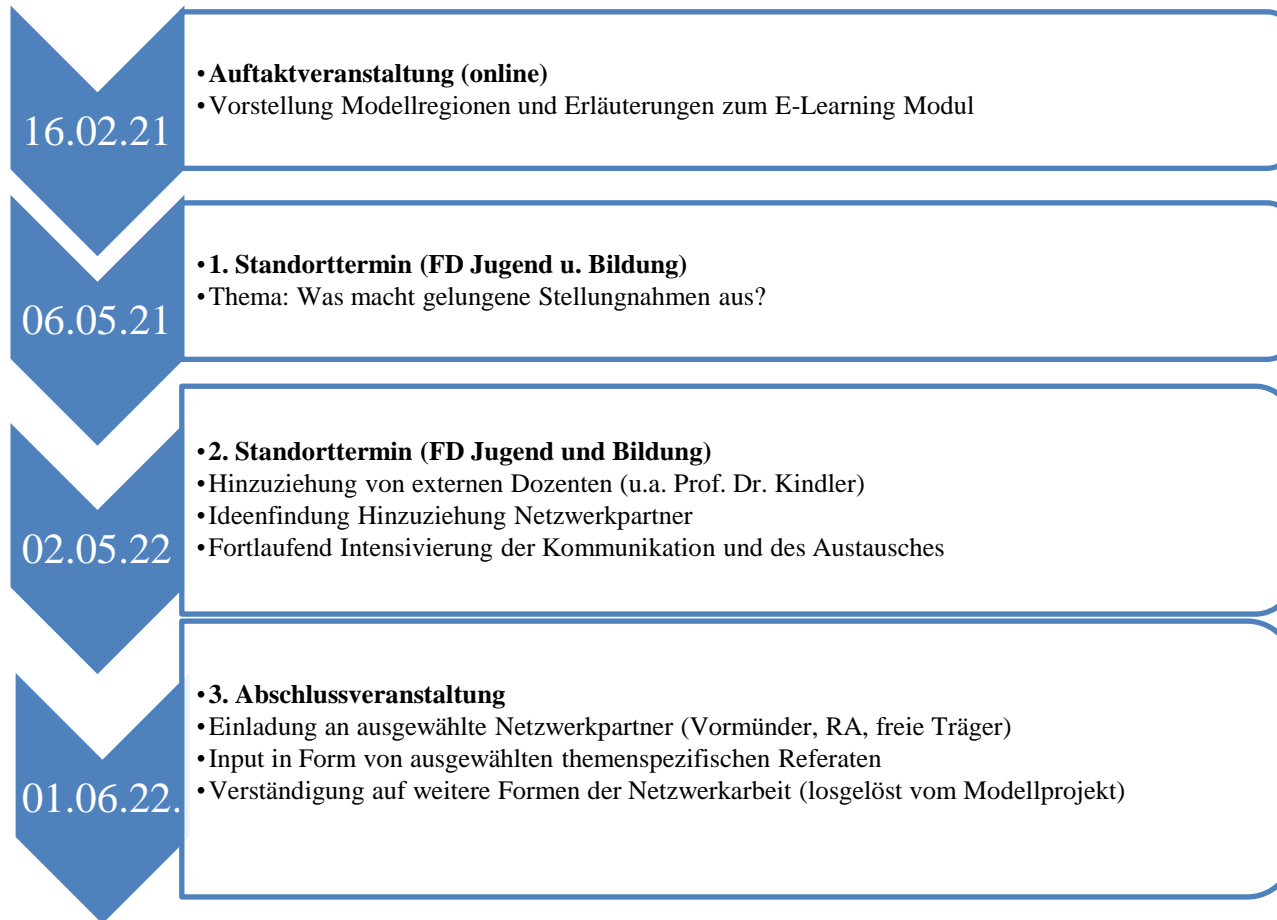 16.02.21
•Auftaktveranstaltung (online)
•Vorstellung Modellregionen und Erläuterungen zum E-Learning Modul
06.05.21
•1. Standorttermin (FD Jugend u. Bildung)
•Thema: Was macht gelungene Stellungnahmen aus?
02.05.22
•2. Standorttermin (FD Jugend und Bildung)
•Hinzuziehung von externen Dozenten (u.a. Prof. Dr. Kindler)
•Ideenfindung Hinzuziehung Netzwerkpartner
•Fortlaufend Intensivierung der Kommunikation und des Austausches
01.06.22.
•3. Abschlussveranstaltung
•Einladung an ausgewählte Netzwerkpartner (Vormünder, RA, freie Träger)
•Input in Form von ausgewählten themenspezifischen Referaten
•Verständigung auf weitere Formen der Netzwerkarbeit (losgelöst vom Modellprojekt)